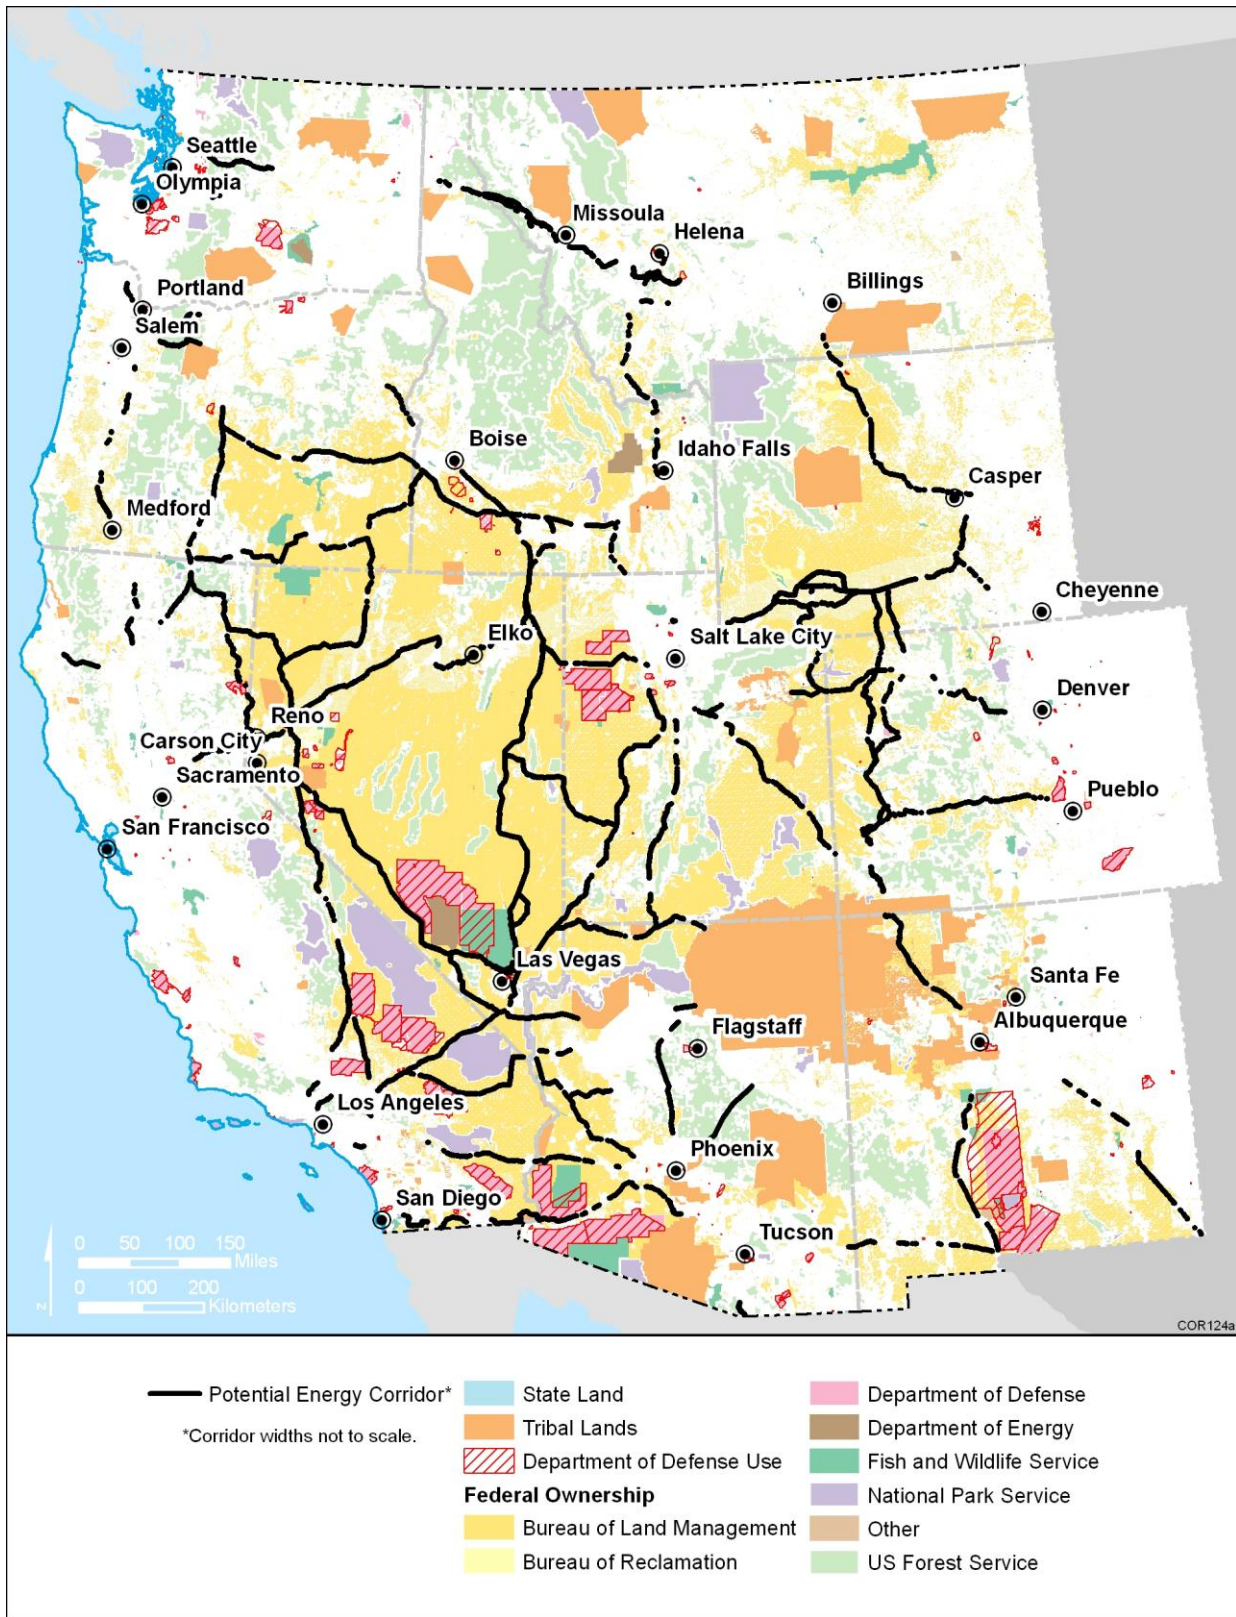 Seattle
Olympia
Missoula
Helena
Portland
Billings
Salem
Boise
Idaho Falls
Casper
Medford
Cheyenne
Elko
Salt Lake City
Denver
Reno
Carson City
Sacramento
Pueblo
San Francisco
Las Vegas
Santa Fe
Flagstaff
Albuquerque
Los Angeles
Phoenix
San Diego
Tucson
0 50 100 150
Miles
0 100 200
Kilometers
N
COR124a
Potential Energy Corridor*
*Corridor widths not to scale.
State Land
Tribal Lands
Department of Defense Use
Federal Ownership
Bureau of Land Management
Bureau of Reclamation
Department of Defense
Department of Energy
Fish and Wildlife Service
National Park Service
Other
US Forest Service